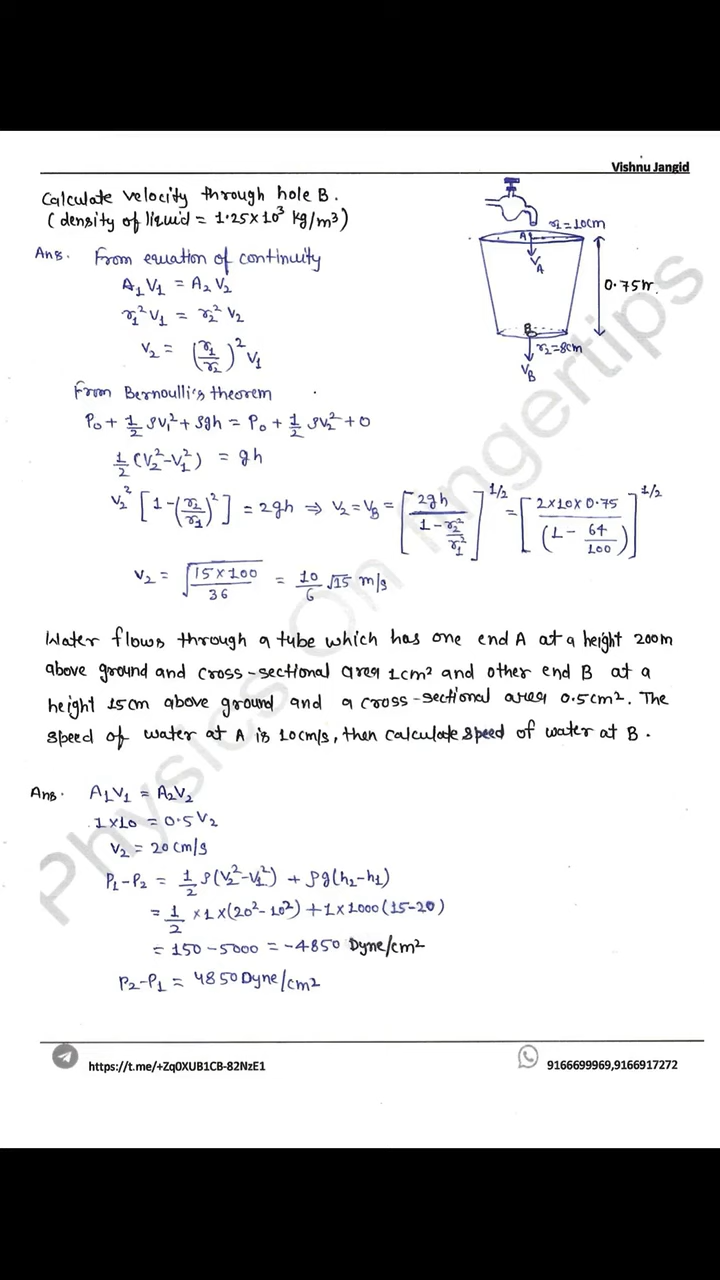 Vishnu Jangid
Calculate velocity through hole B.
(density of liquid = 1.25×10³ kg/m³)
r₁=10cm
A
V_A
0.75m
B
r₂=8cm
V_B
Ans. From equation of continuity
A₁V₁ = A₂V₂
r₁²V₁ = r₂² V₂
V₂ = (r₁/r₂)² V₁
From Bernoulli's theorem
P₀ + 1/2 ρv₁² + ρgh = P₀ + 1/2 ρv₂² + 0
1/2 (V₂²-V₁²) = gh
V₂² [1-(r₂/r₁)²] = 2gh ⇒ V₂ = V_B = [2gh / (1 - r₂²/r₁²)]^1/2 = [2×10×0.75 / (1 - 64/100)]^1/2
V₂ = √(15×100/36) = 10/6 √15 m/s
Water flows through a tube which has one end A at a height 200m
above ground and cross-sectional area 1cm² and other end B at a
height 15cm above ground and a cross-sectional area 0.5cm². The
speed of water at A is 10cm/s, then calculate speed of water at B.
Ans. A₁V₁ = A₂V₂
1×10 = 0.5V₂
V₂ = 20cm/s
P₁-P₂ = 1/2 ρ(V₂²-V₁²) + ρg(h₂-h₁)
= 1/2 ×1×(20²-10²) + 1×1000(15-20)
= 150-5000 = -4850 Dyne/cm²
P₂-P₁ = 4850 Dyne/cm²
Physics On Fingertips
https://t.me/+Zq0XUB1CB-82NzE1
9166699969,9166917272